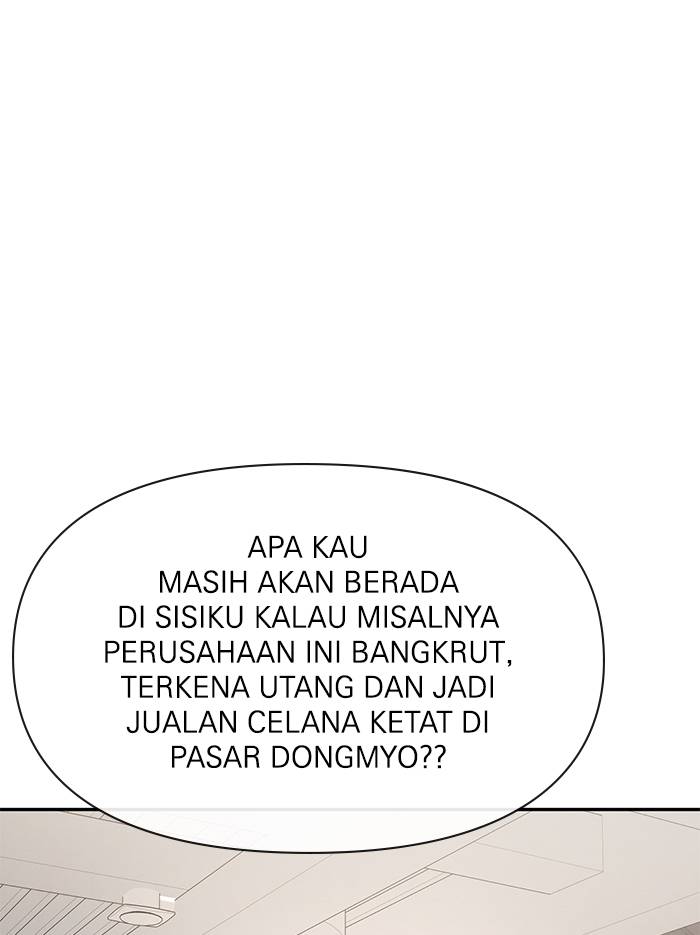 APA KAU
MASIH AKAN BERADA
DI SISIKU KALAU MISALNYA
PERUSAHAAN INI BANGKRUT,
TERKENA UTANG DAN JADI
JUALAN CELANA KETAT DI
PASAR DONGMYO??